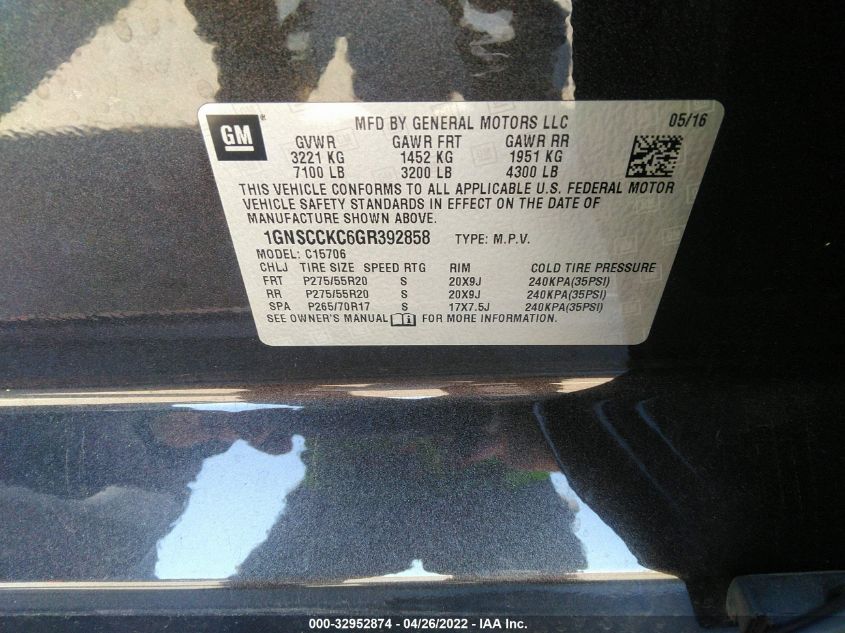 GM
MFD BY GENERAL MOTORS LLC 05/16
GVWR GAWR FRT GAWR RR
3221 KG 1452 KG 1951 KG
7100 LB 3200 LB 4300 LB
THIS VEHICLE CONFORMS TO ALL APPLICABLE U.S. FEDERAL MOTOR
VEHICLE SAFETY STANDARDS IN EFFECT ON THE DATE OF
MANUFACTURE SHOWN ABOVE.
1GNSCCKC6GR392858 TYPE: M.P.V.
MODEL: C15706
CHLJ TIRE SIZE SPEED RTG RIM COLD TIRE PRESSURE
FRT P275/55R20 S 20X9J 240KPA(35PSI)
RR P275/55R20 S 20X9J 240KPA(35PSI)
SPA P265/70R17 S 17X7.5J 240KPA(35PSI)
SEE OWNER'S MANUAL FOR MORE INFORMATION.
000-32952874 - 04/26/2022 - IAA Inc.